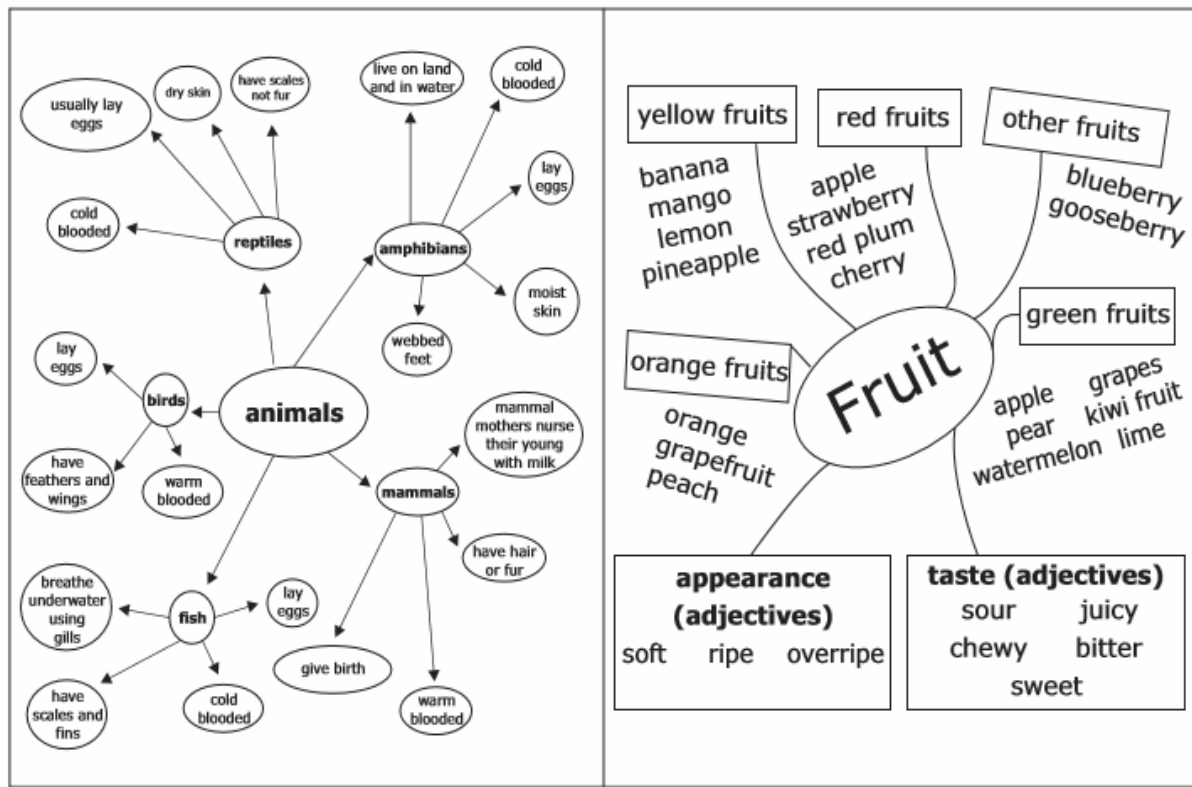 usually lay
eggs
dry skin
have scales
not fur
cold
blooded
reptiles
live on land
and in water
cold
blooded
lay
eggs
amphibians
moist
skin
webbed
feet
animals
lay
eggs
birds
have
feathers and
wings
warm
blooded
mammal
mothers nurse
their young
with milk
mammals
have hair
or fur
give birth
warm
blooded
breathe
underwater
using
gills
fish
lay
eggs
have
scales and
fins
cold
blooded
yellow fruits
banana
mango
lemon
pineapple
red fruits
apple
strawberry
red plum
cherry
other fruits
blueberry
gooseberry
orange fruits
orange
grapefruit
peach
Fruit
green fruits
apple grapes
pear kiwi fruit
watermelon lime
appearance
(adjectives)
soft ripe overripe
taste (adjectives)
sour juicy
chewy bitter
sweet